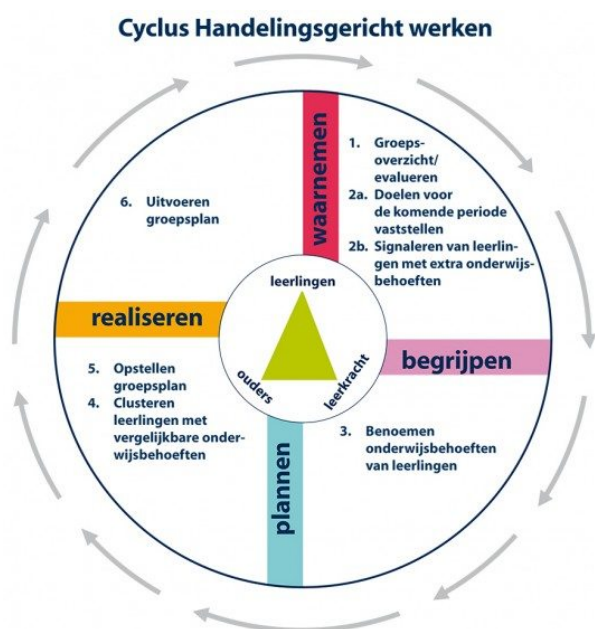 Cyclus Handelingsgericht werken
waarnemen
1. Groeps-
overzicht/
evalueren
2a. Doelen voor
de komende periode
vaststellen
2b. Signaleren van leerlin-
gen met extra onderwijs-
behoeften
begrijpen
3. Benoemen
onderwijsbehoeften
van leerlingen
plannen
5. Opstellen
groepsplan
4. Clusteren
leerlingen met
vergelijkbare onder-
wijsbehoeften
realiseren
6. Uitvoeren
groepsplan
leerlingen
ouders
leerkracht